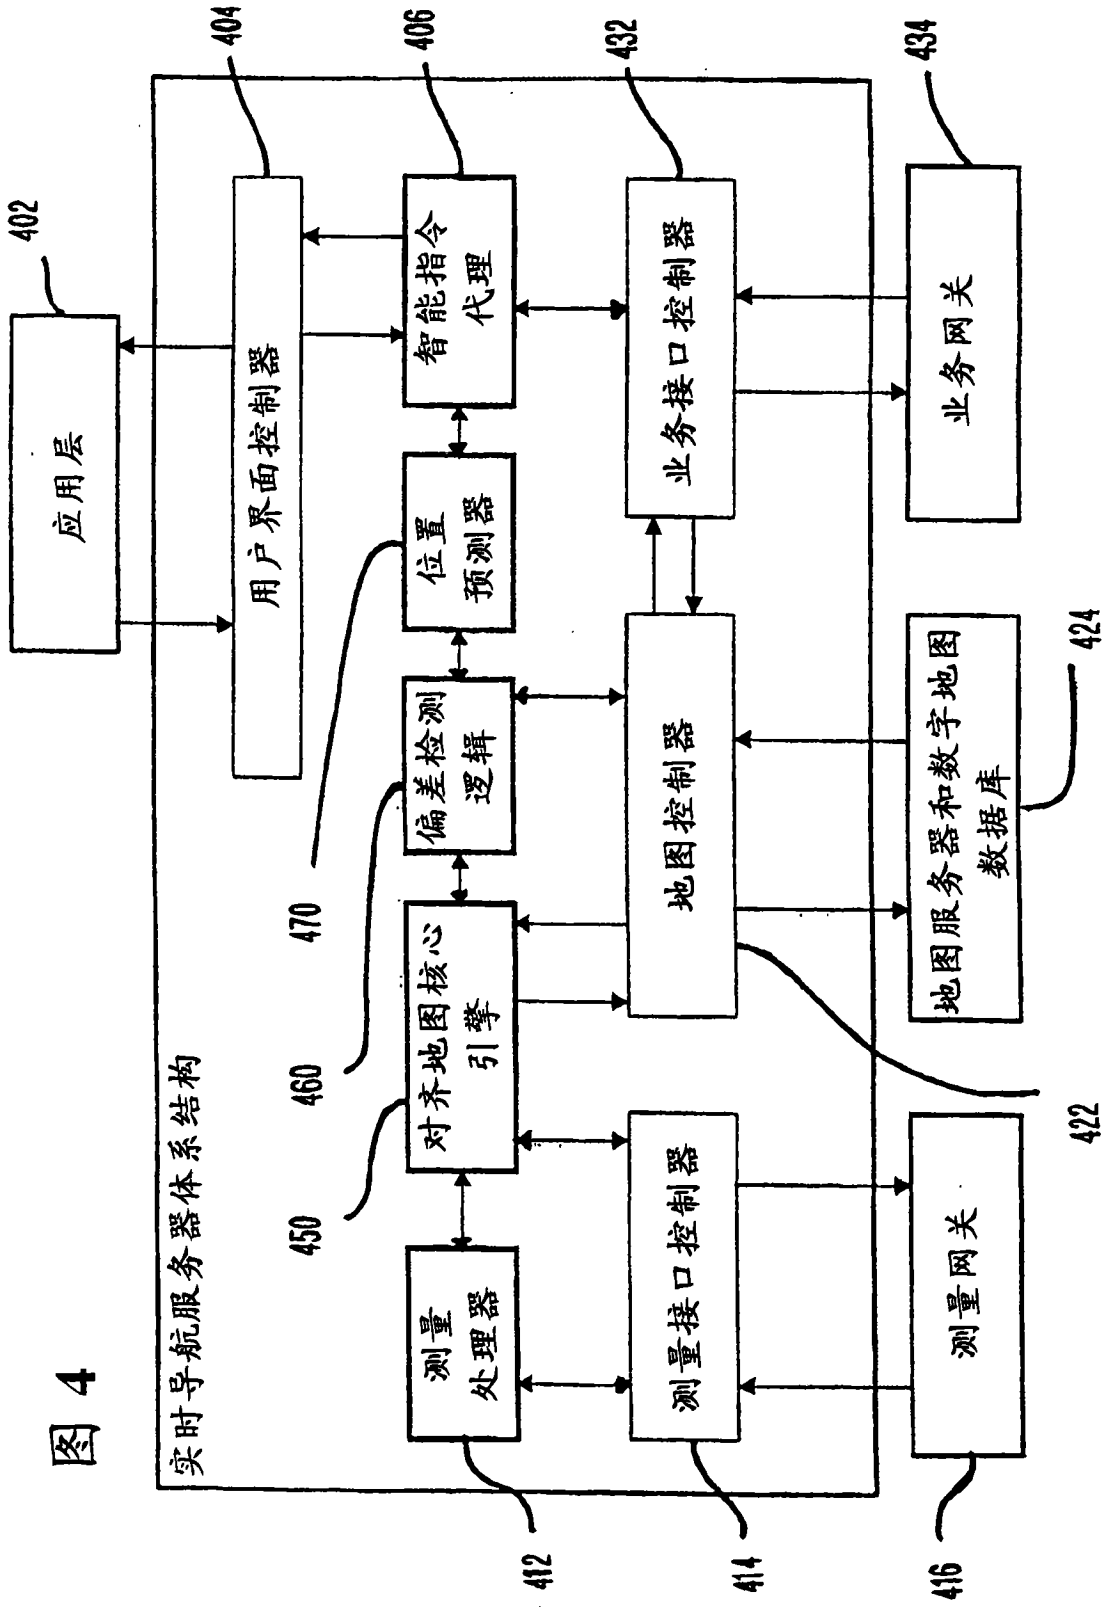 图 4
实时导航服务器体系结构
应用层
402
用户界面控制器
404
测量
处理器
412
对齐地图核心
引擎
450
偏差检测
逻辑
460
位置
预测器
470
智能指令
代理
406
测量接口控制器
414
地图控制器
422
业务接口控制器
432
测量网关
416
地图服务器和数字地图
数据库
424
业务网关
434